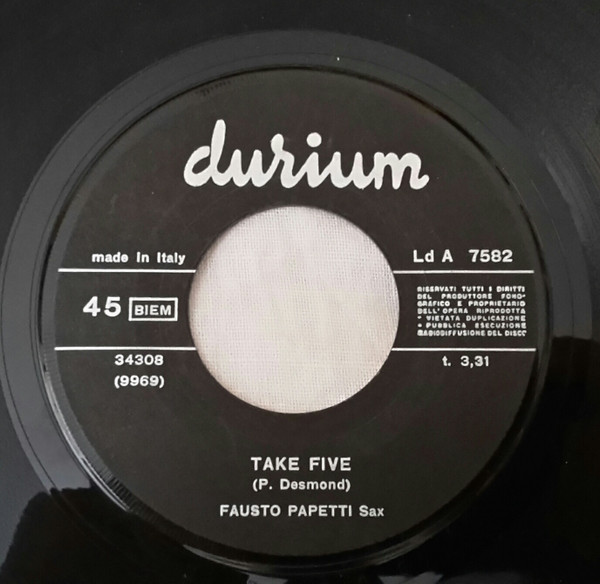 durium
made in Italy
Ld A 7582
45 BIEM
RISERVATI TUTTI I DIRITTI
DEL PRODUTTORE FONO-
GRAFICO E PROPRIETARIO
DELL'OPERA RIPRODOTTA
• VIETATA DUPLICAZIONE
• PUBBLICA ESECUZIONE
RADIODIFFUSIONE DEL DISCO
34308
(9969)
t. 3,31
TAKE FIVE
(P. Desmond)
FAUSTO PAPETTI Sax